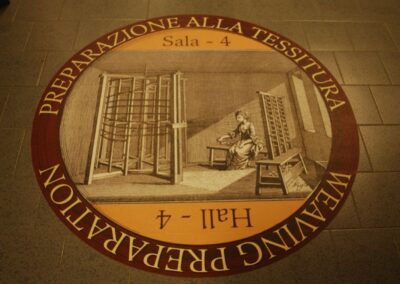 PREPARAZIONE ALLA TESSITURA
Sala - 4
Hall - 4
WEAVING PREPARATION